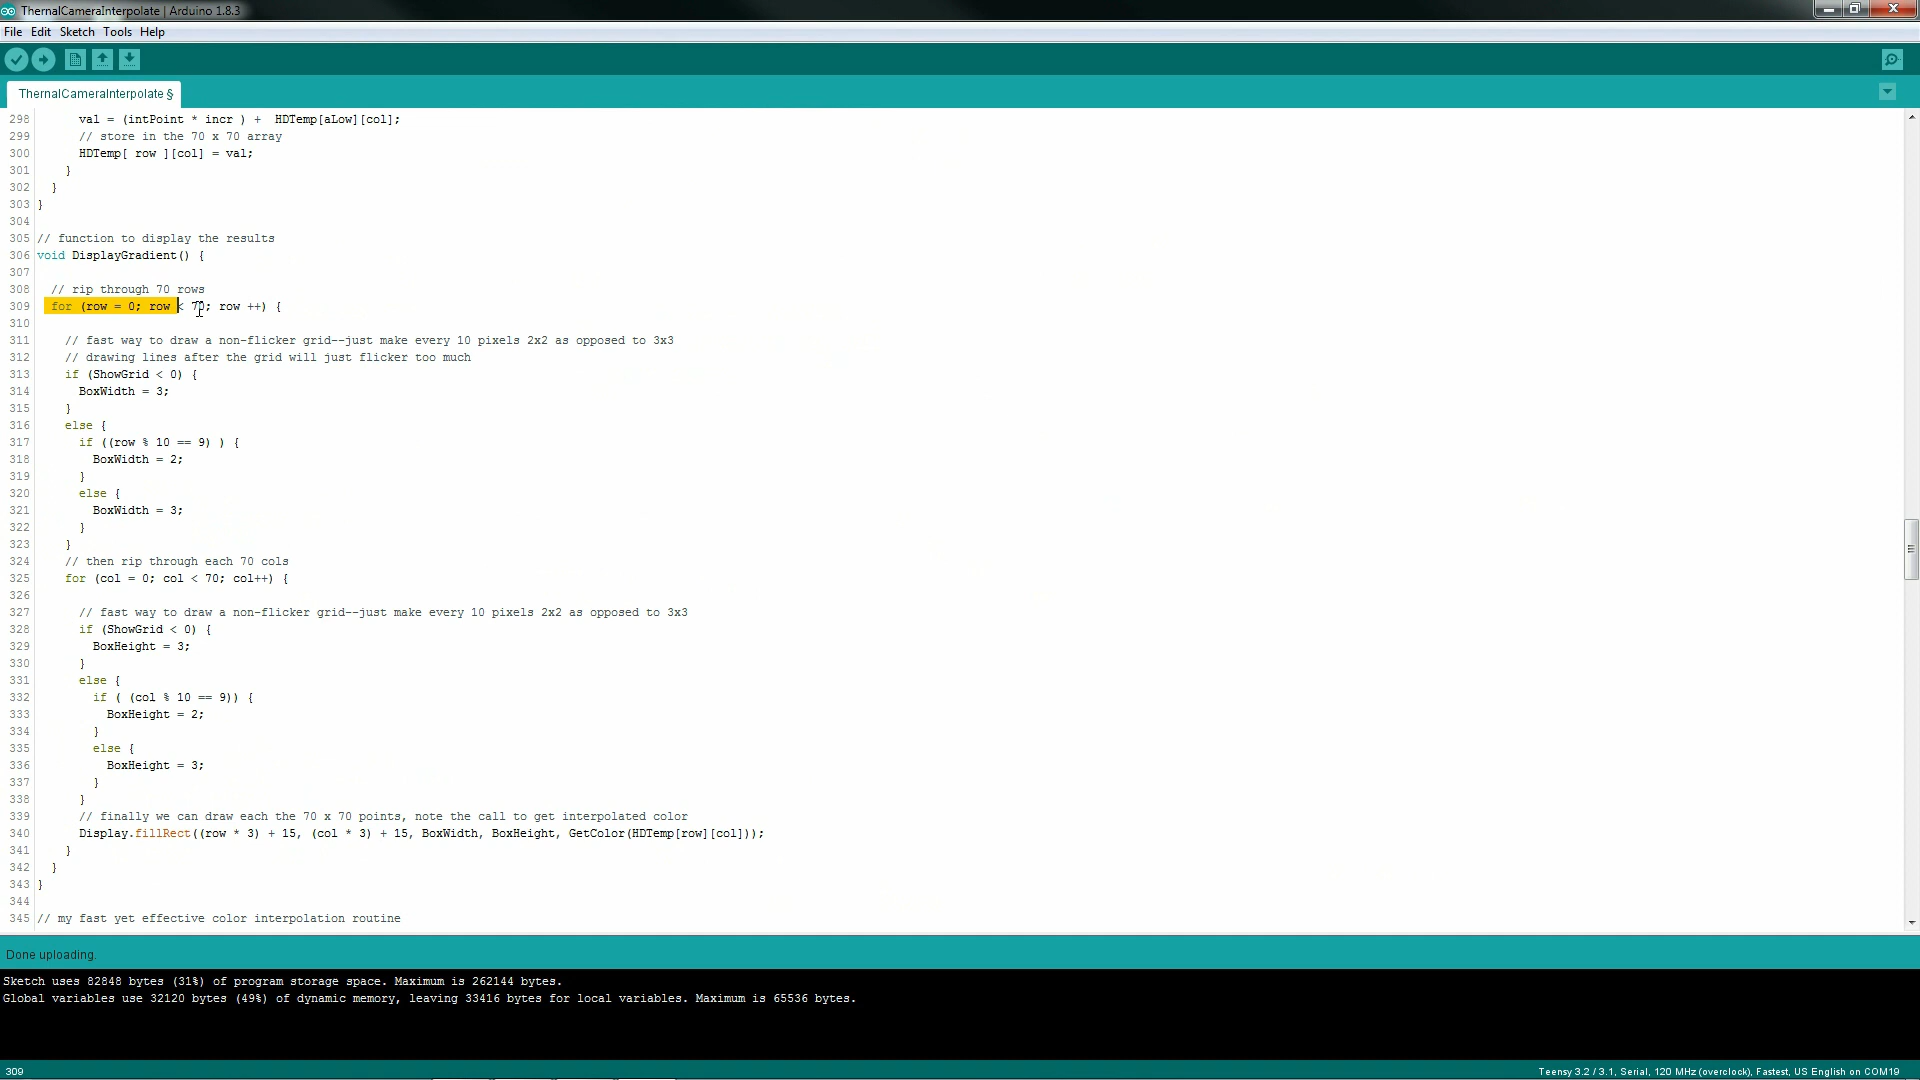 ThernalCameraInterpolate | Arduino 1.8.3
File Edit Sketch Tools Help
ThernalCameraInterpolate §
298 val = (intPoint * incr ) + HDTemp[aLow][col];
299 // store in the 70 x 70 array
300 HDTemp[ row ][col] = val;
301 }
302 }
303 }
304
305 // function to display the results
306 void DisplayGradient() {
307
308 // rip through 70 rows
309 for (row = 0; row < 70; row ++) {
310
311 // fast way to draw a non-flicker grid--just make every 10 pixels 2x2 as opposed to 3x3
312 // drawing lines after the grid will just flicker too much
313 if (ShowGrid < 0) {
314 BoxWidth = 3;
315 }
316 else {
317 if ((row % 10 == 9) ) {
318 BoxWidth = 2;
319 }
320 else {
321 BoxWidth = 3;
322 }
323 }
324 // then rip through each 70 cols
325 for (col = 0; col < 70; col++) {
326
327 // fast way to draw a non-flicker grid--just make every 10 pixels 2x2 as opposed to 3x3
328 if (ShowGrid < 0) {
329 BoxHeight = 3;
330 }
331 else {
332 if ( (col % 10 == 9)) {
333 BoxHeight = 2;
334 }
335 else {
336 BoxHeight = 3;
337 }
338 }
339 // finally we can draw each the 70 x 70 points, note the call to get interpolated color
340 Display.fillRect((row * 3) + 15, (col * 3) + 15, BoxWidth, BoxHeight, GetColor(HDTemp[row][col]));
341 }
342 }
343 }
344
345 // my fast yet effective color interpolation routine
Done uploading.
Sketch uses 82848 bytes (31%) of program storage space. Maximum is 262144 bytes.
Global variables use 32120 bytes (49%) of dynamic memory, leaving 33416 bytes for local variables. Maximum is 65536 bytes.
309 Teensy 3.2 / 3.1, Serial, 120 MHz (overclock), Fastest, US English on COM19